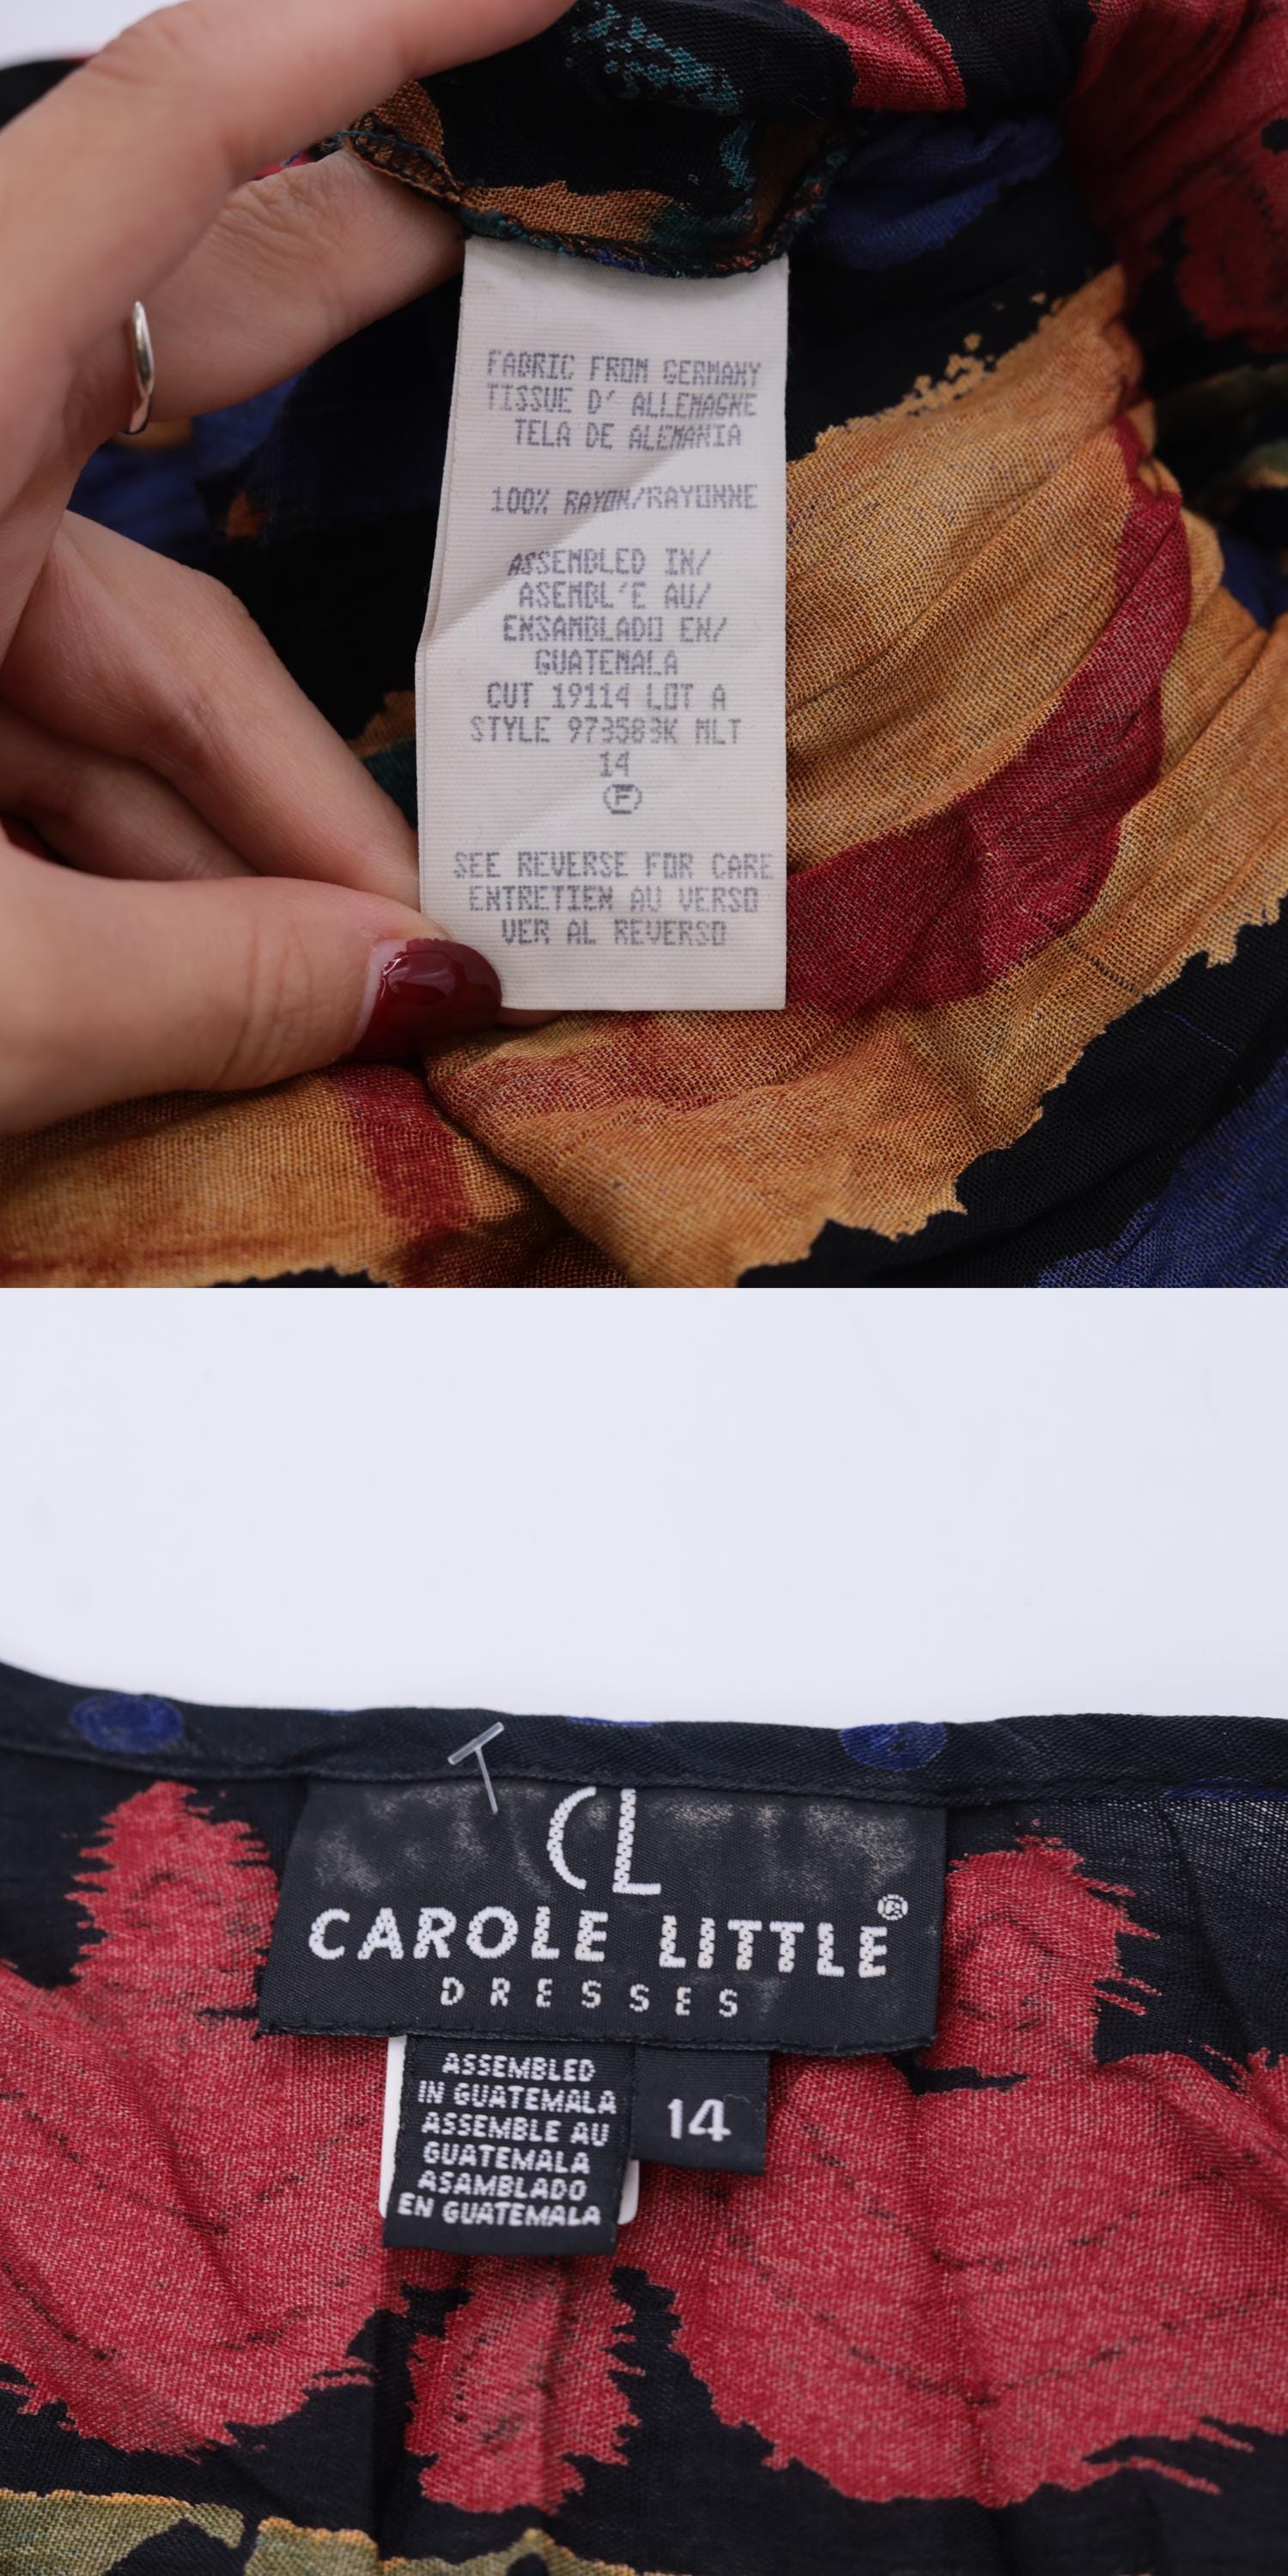 FABRIC FROM GERMANY
TISSUE D' ALLEMAGNE
TELA DE ALEMANIA
100% RAYON/RAYONNE
ASSEMBLED IN/
ASEMBL'E AU/
ENSAMBLADO EN/
GUATEMALA
CUT 19114 LOT A
STYLE 973583K MLT
14
F
SEE REVERSE FOR CARE
ENTRETIEN AU VERSO
VER AL REVERSO
CL
CAROLE LITTLE®
DRESSES
ASSEMBLED
IN GUATEMALA
ASSEMBLE AU
GUATEMALA
ASAMBLADO
EN GUATEMALA
14